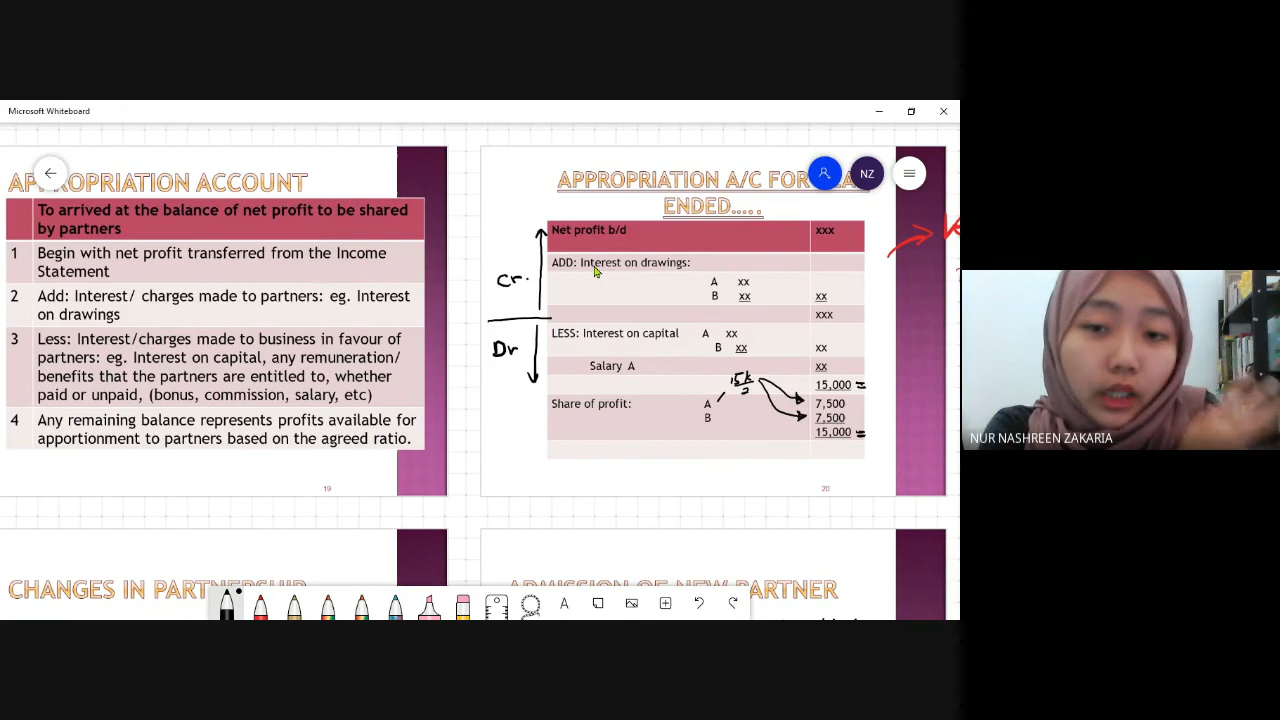 Microsoft Whiteboard
APPROPRIATION ACCOUNT
To arrived at the balance of net profit to be shared
by partners
1 Begin with net profit transferred from the Income
Statement
2 Add: Interest/ charges made to partners: eg. Interest
on drawings
3 Less: Interest/charges made to business in favour of
partners: eg. Interest on capital, any remuneration/
benefits that the partners are entitled to, whether
paid or unpaid, (bonus, commission, salary, etc)
4 Any remaining balance represents profits available for
apportionment to partners based on the agreed ratio.
19
NZ
APPROPRIATION A/C FOR
ENDED.....
Net profit b/d xxx
ADD: Interest on drawings:
A xx
B xx xx
xxx
LESS: Interest on capital A xx
B xx xx
Salary A xx
15,000 =
Share of profit: A 7,500
B 7,500
15,000 =
Cr.
Dr
15k
2
20
NUR NASHREEN ZAKARIA
CHANGES IN PARTNERSHIP
ADMISSION OF NEW PARTNER
A